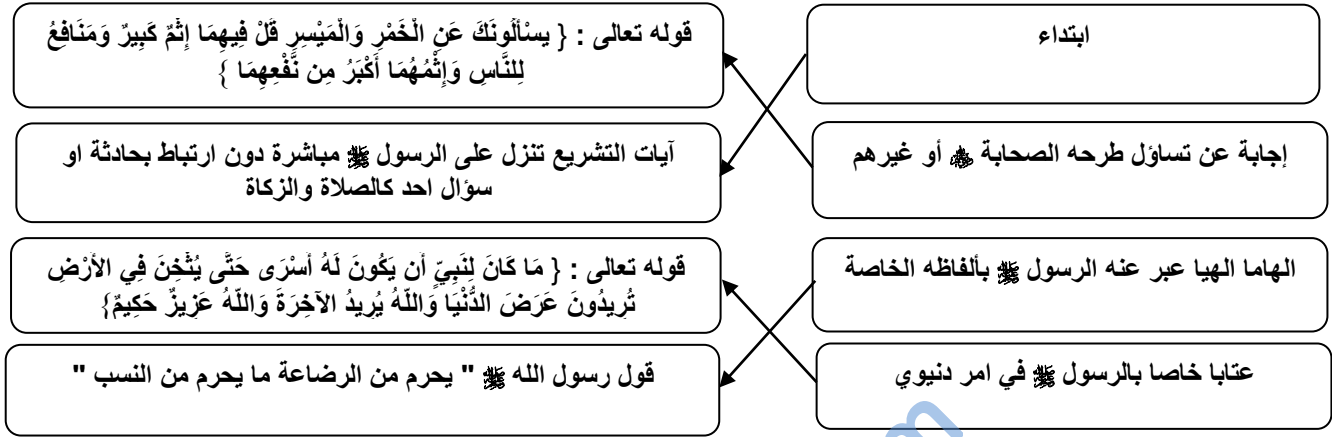 ابتداء
قوله تعالى : { يسْأَلُونَكَ عَنِ الْخَمْرِ وَالْمَيْسِرِ قُلْ فِيهِمَا إِثْمٌ كَبِيرٌ وَمَنَافِعُ
لِلنَّاسِ وَإِثْمُهُمَا أَكْبَرُ مِن نَّفْعِهِمَا }
إجابة عن تساؤل طرحه الصحابة ﷺ أو غيرهم
آيات التشريع تنزل على الرسول ﷺ مباشرة دون ارتباط بحادثة او
سؤال احد كالصلاة والزكاة
الهاما الهيا عبر عنه الرسول ﷺ بألفاظه الخاصة
قوله تعالى : { مَا كَانَ لِنَبِيٍّ أَن يَكُونَ لَهُ أَسْرَى حَتَّى يُثْخِنَ فِي الأَرْضِ
تُرِيدُونَ عَرَضَ الدُّنْيَا وَاللّهُ يُرِيدُ الآخِرَةَ وَاللّهُ عَزِيزٌ حَكِيمٌ}
عتابا خاصا بالرسول ﷺ في امر دنيوي
قول رسول الله ﷺ " يحرم من الرضاعة ما يحرم من النسب "